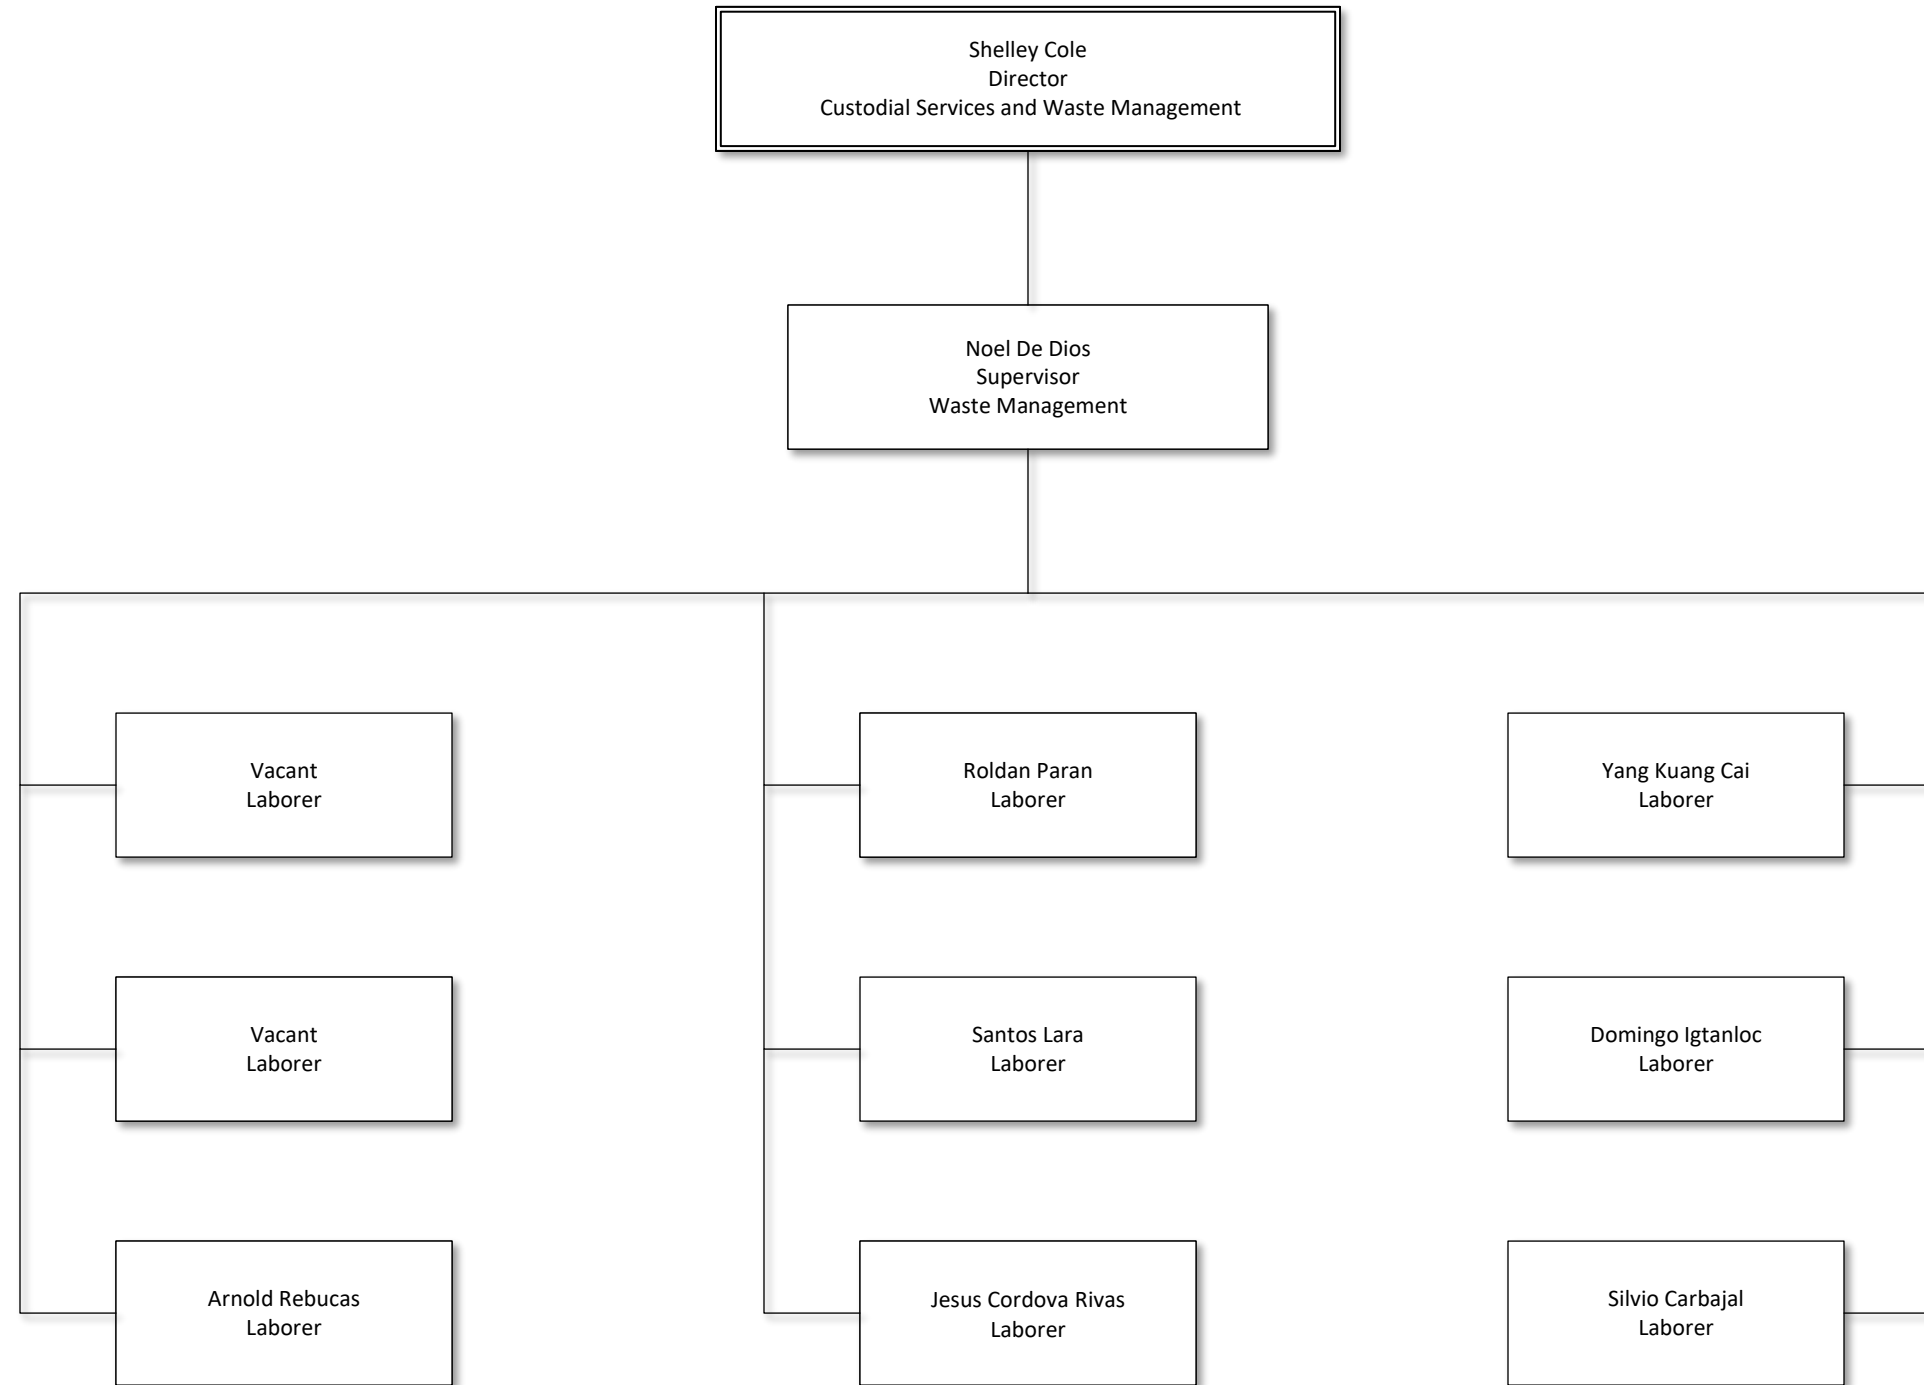 Shelley Cole
Director
Custodial Services and Waste Management
Noel De Dios
Supervisor
Waste Management
Vacant
Laborer
Roldan Paran
Laborer
Yang Kuang Cai
Laborer
Vacant
Laborer
Santos Lara
Laborer
Domingo Igtanloc
Laborer
Arnold Rebucas
Laborer
Jesus Cordova Rivas
Laborer
Silvio Carbajal
Laborer